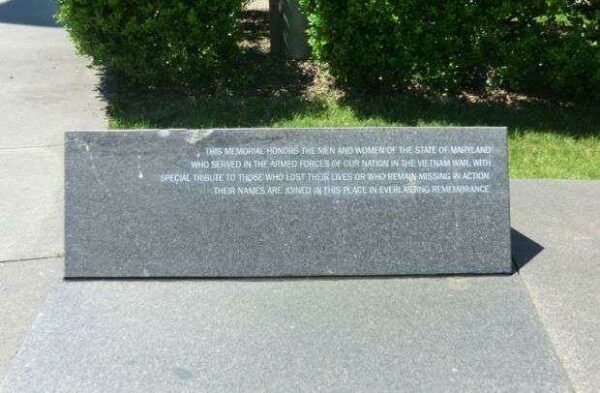 THIS MEMORIAL HONORS THE MEN AND WOMEN OF THE STATE OF MARYLAND
WHO SERVED IN THE ARMED FORCES OF OUR NATION IN THE VIETNAM WAR, WITH
SPECIAL TRIBUTE TO THOSE WHO LOST THEIR LIVES OR WHO REMAIN MISSING IN ACTION.
THEIR NAMES ARE JOINED IN THIS PLACE IN EVERLASTING REMEMBRANCE